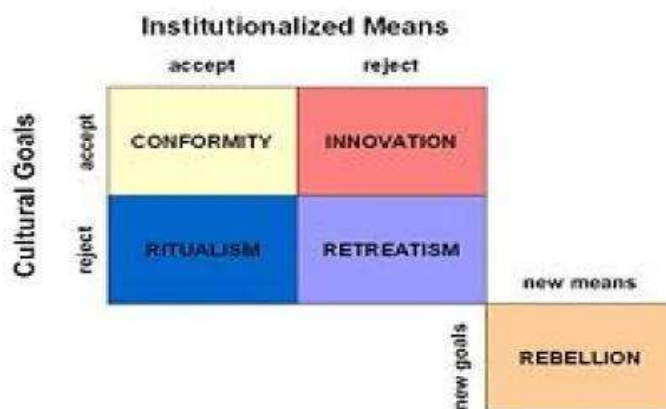 Institutionalized Means
accept reject
Cultural Goals
accept
CONFORMITY INNOVATION
reject
RITUALISM RETREATISM
new means
new goals
REBELLION